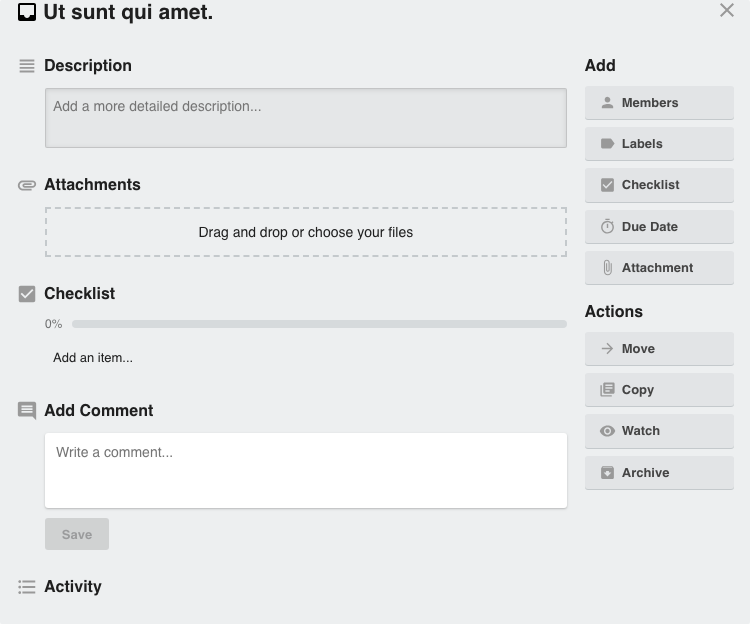 Ut sunt qui amet.
Description
Add a more detailed description...
Attachments
Drag and drop or choose your files
Checklist
0%
Add an item...
Add Comment
Write a comment...
Save
Activity
Add
Members
Labels
Checklist
Due Date
Attachment
Actions
Move
Copy
Watch
Archive